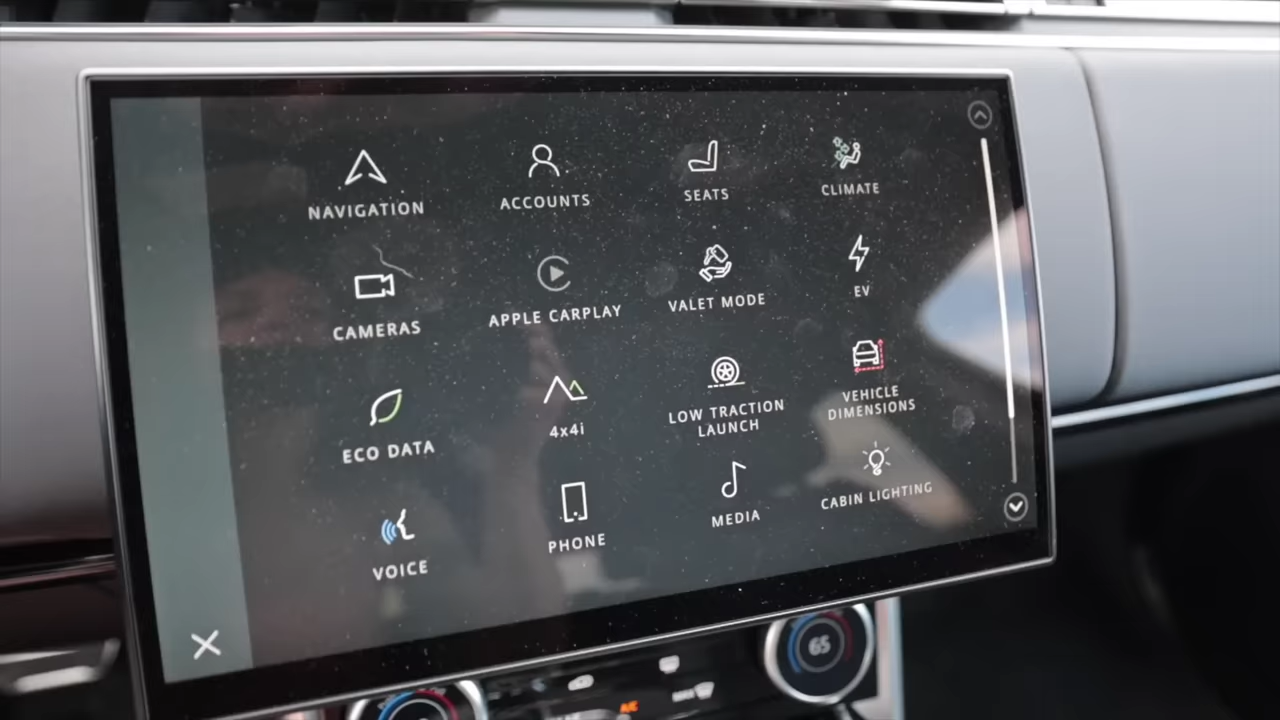 NAVIGATION
ACCOUNTS
SEATS
CLIMATE
CAMERAS
APPLE CARPLAY
VALET MODE
EV
ECO DATA
4x4i
LOW TRACTION
LAUNCH
VEHICLE
DIMENSIONS
VOICE
PHONE
MEDIA
CABIN LIGHTING
65
A/C